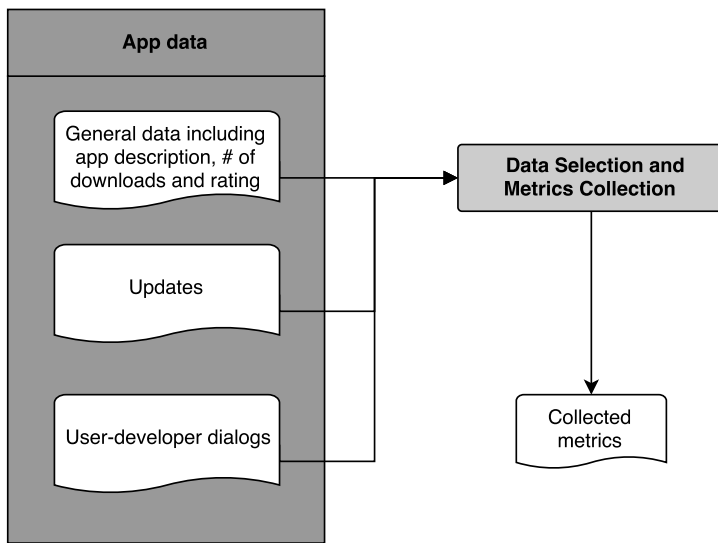 App data
General data including
app description, # of
downloads and rating
Updates
User-developer dialogs
Data Selection and
Metrics Collection
Collected
metrics